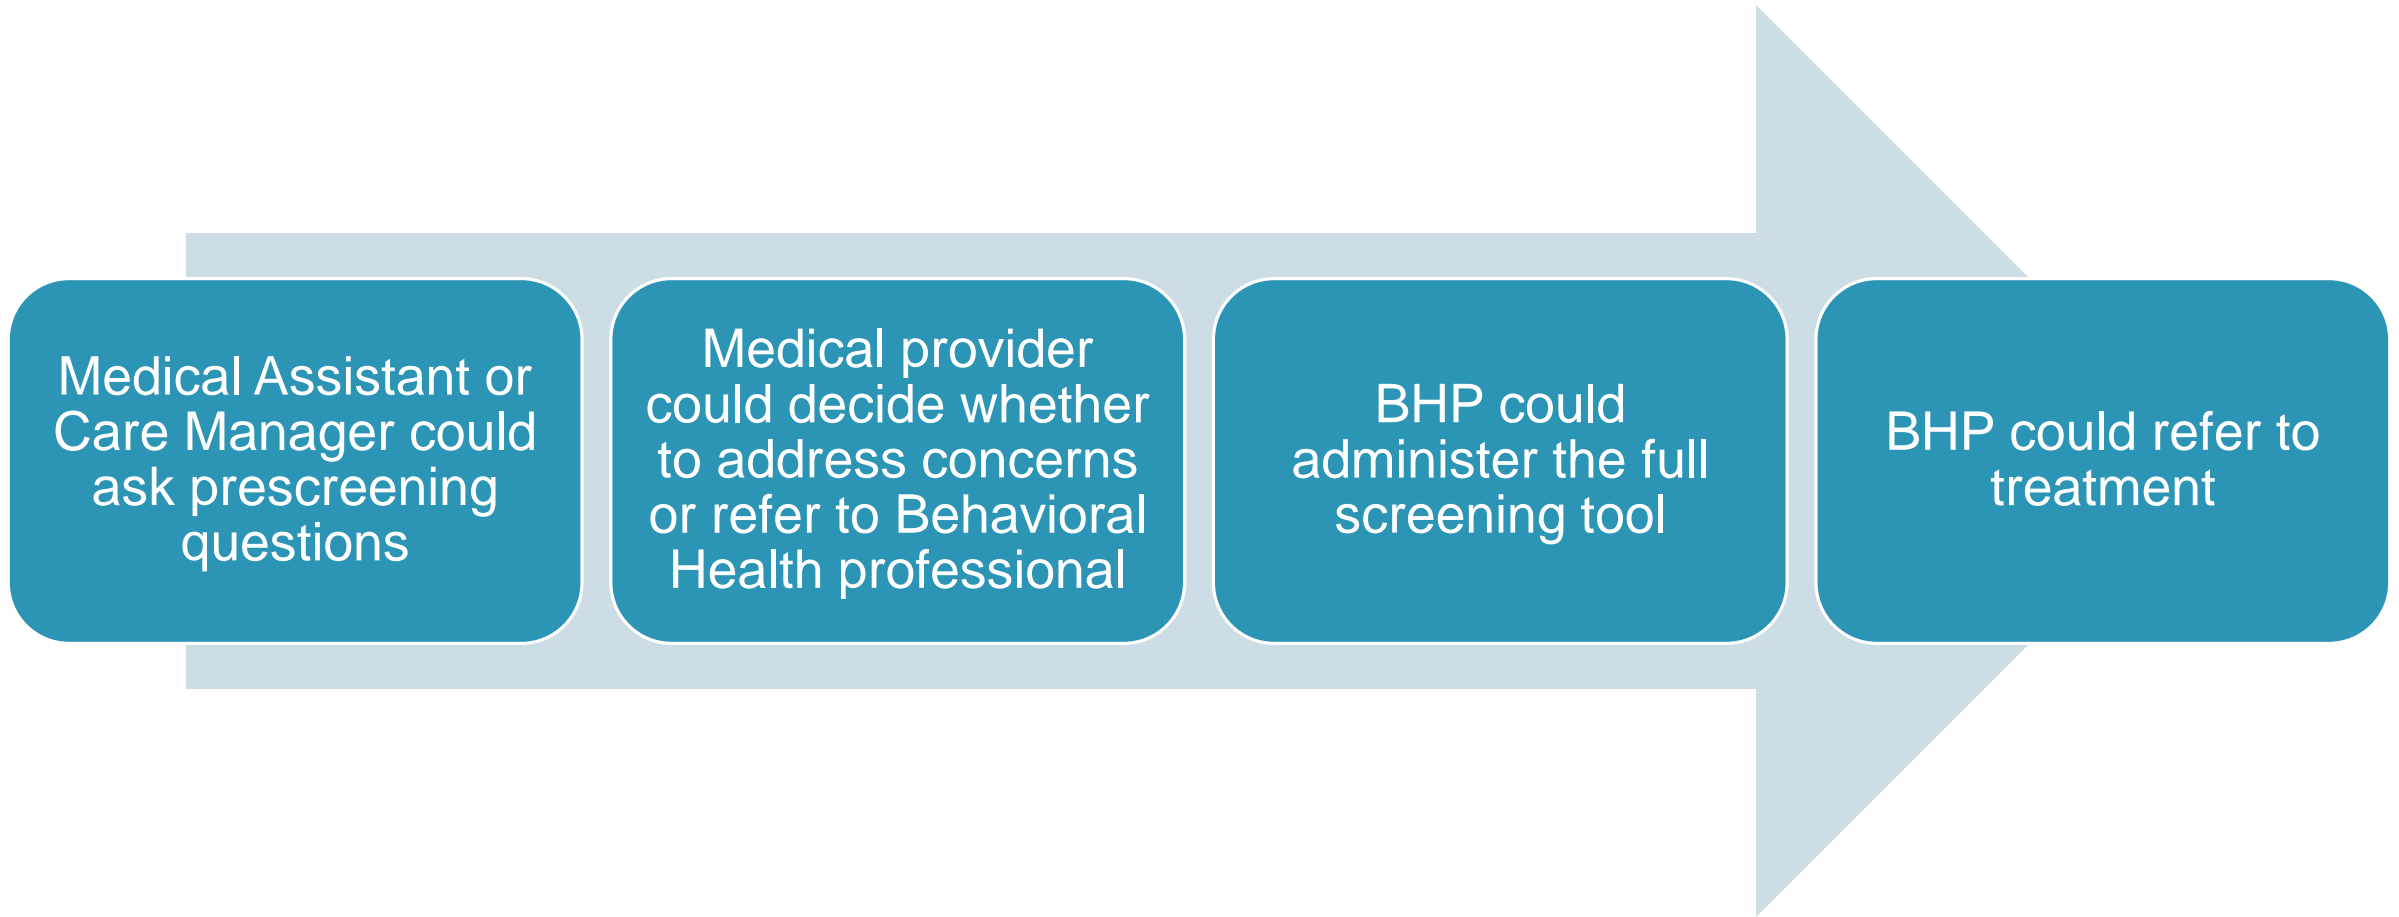 Medical Assistant or
Care Manager could
ask prescreening
questions
Medical provider
could decide whether
to address concerns
or refer to Behavioral
Health professional
BHP could
administer the full
screening tool
BHP could refer to
treatment